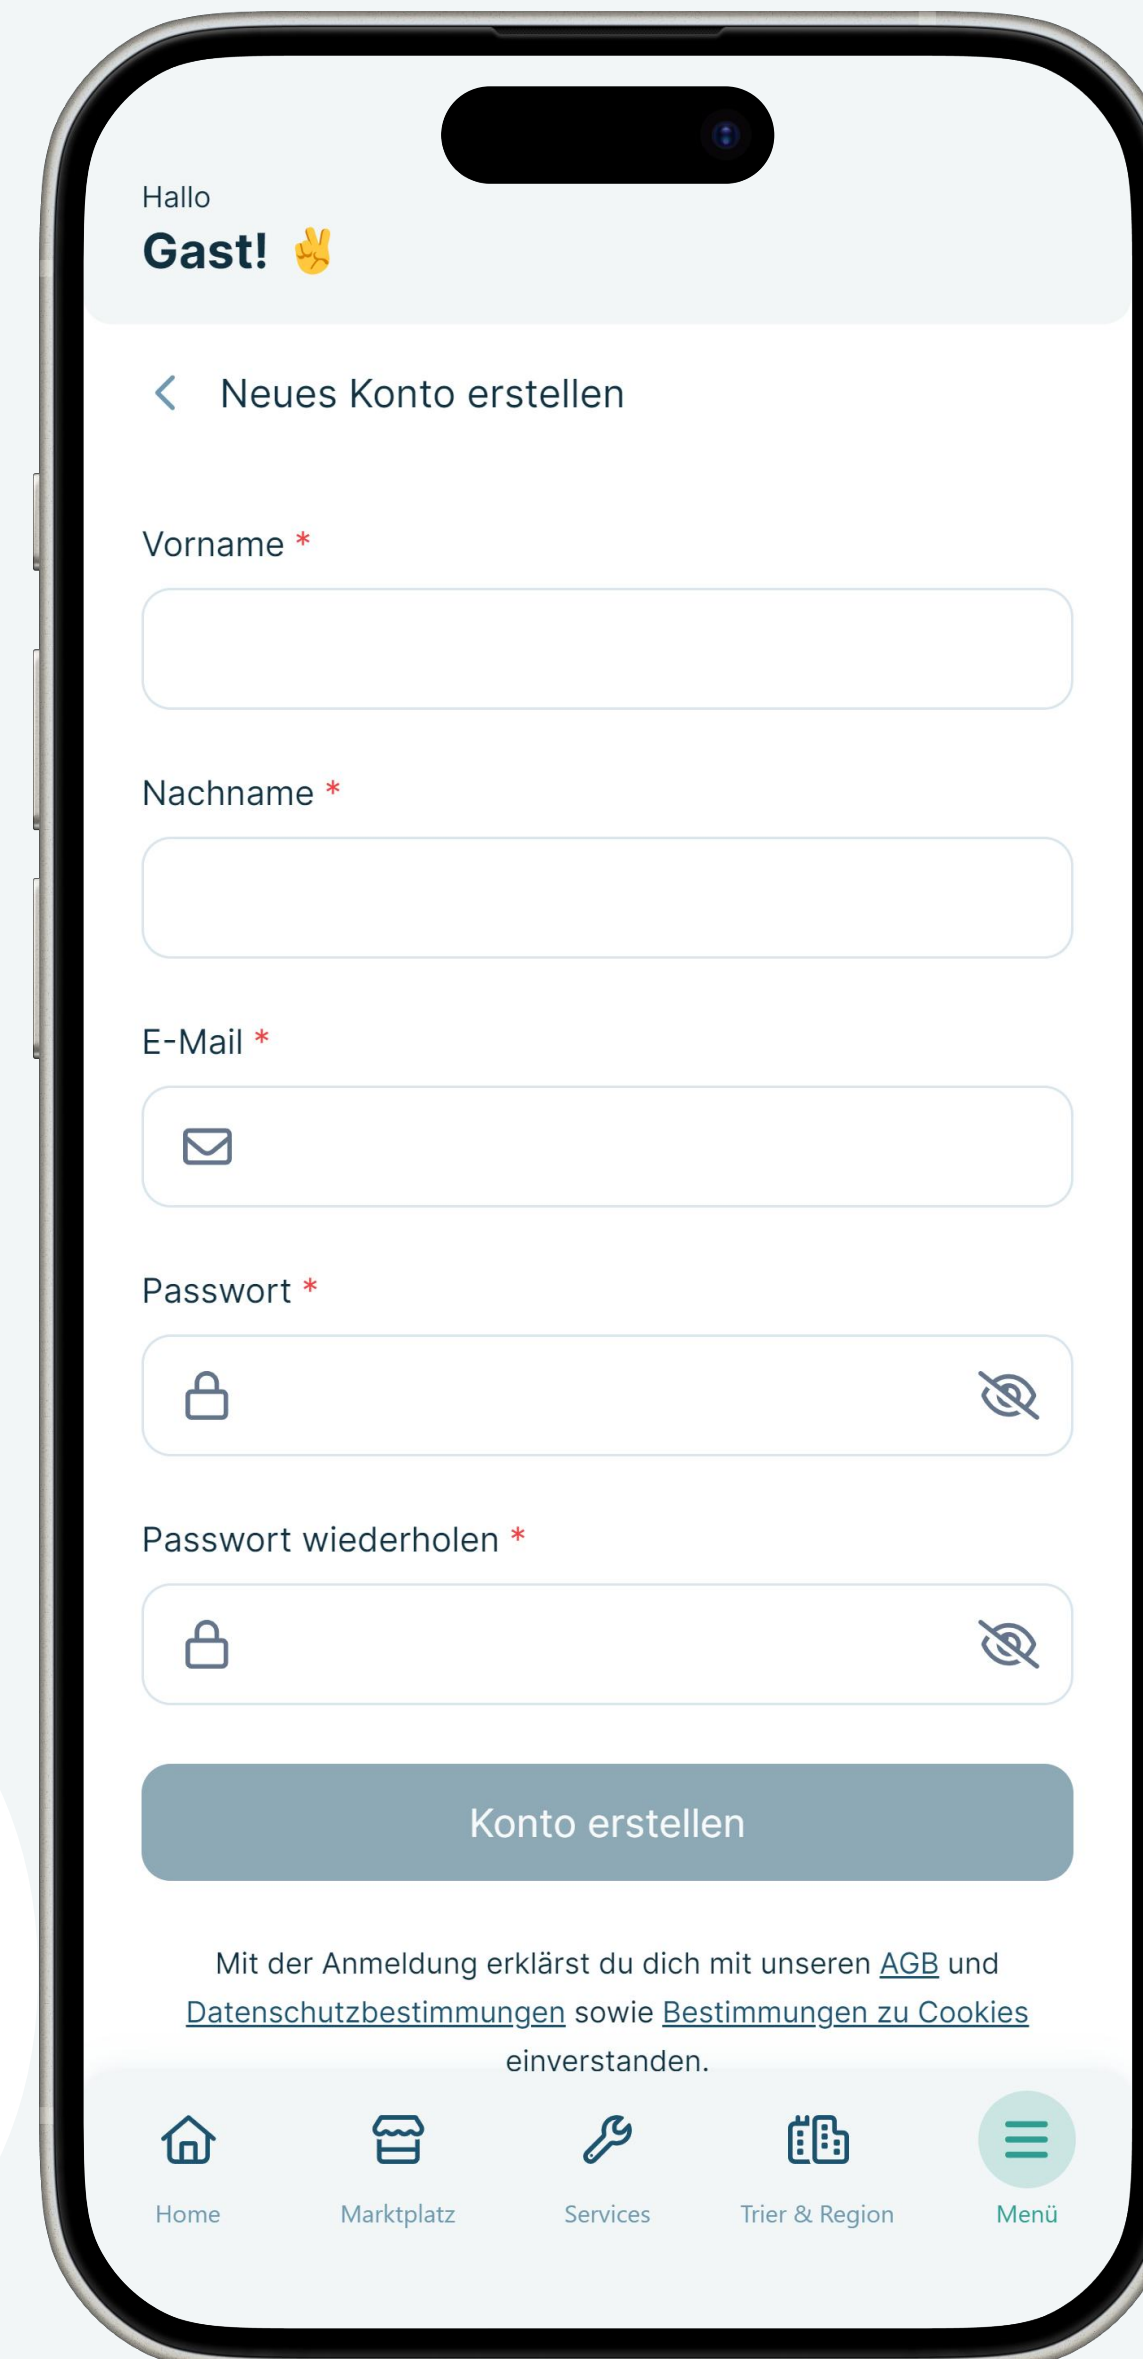 Hallo
Gast! ✌️
Neues Konto erstellen
Vorname *
Nachname *
E-Mail *
Passwort *
Passwort wiederholen *
Konto erstellen
Mit der Anmeldung erklärst du dich mit unseren AGB und
Datenschutzbestimmungen sowie Bestimmungen zu Cookies
einverstanden.
Home Marktplatz Services Trier & Region Menü